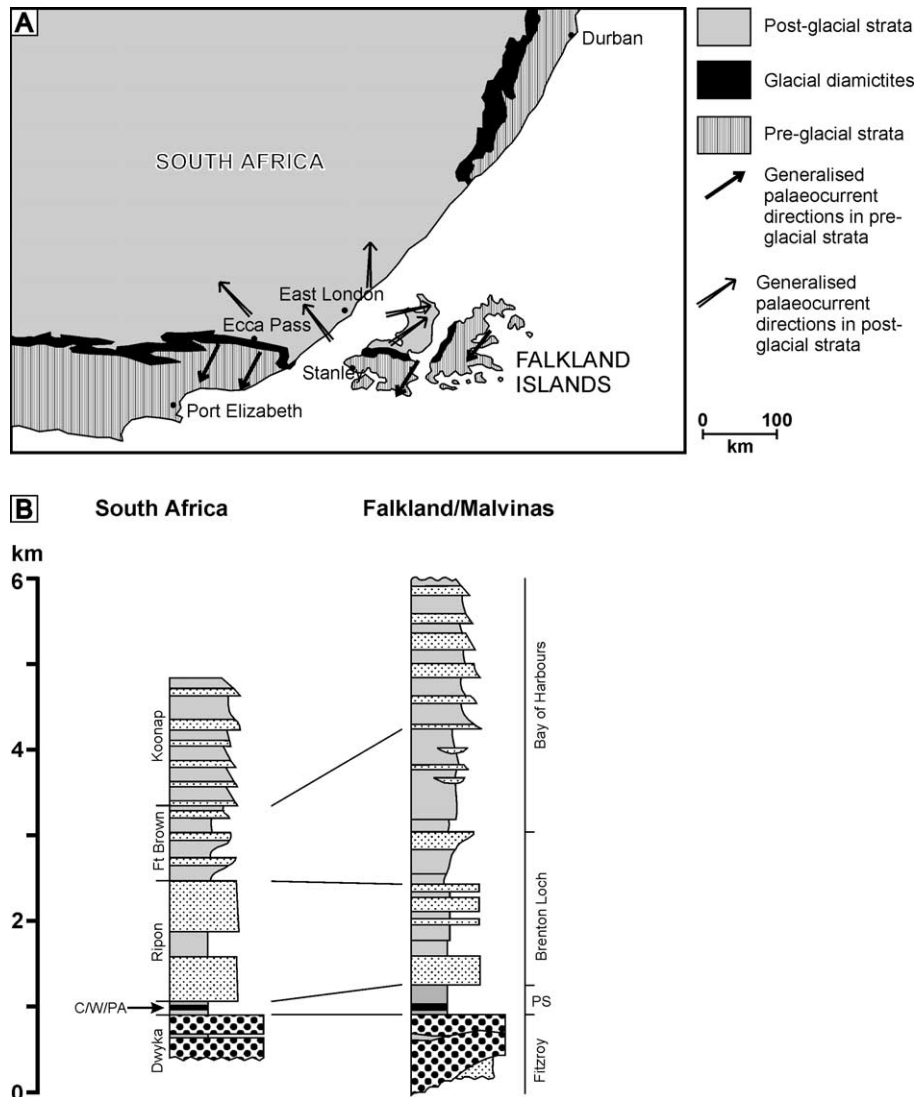 A
Durban
SOUTH AFRICA
East London
Ecca Pass
Stanley
FALKLAND
ISLANDS
Port Elizabeth
Post-glacial strata
Glacial diamictites
Pre-glacial strata
Generalised
palaeocurrent
directions in pre-
glacial strata
Generalised
palaeocurrent
directions in
post-glacial strata
0 100
km
B
South Africa
Falkland/Malvinas
km
6
4
2
0
Koonap
Ft Brown
Ripon
C/W/PA
Dwyka
Bay of Harbours
Brenton Loch
PS
Fitzroy